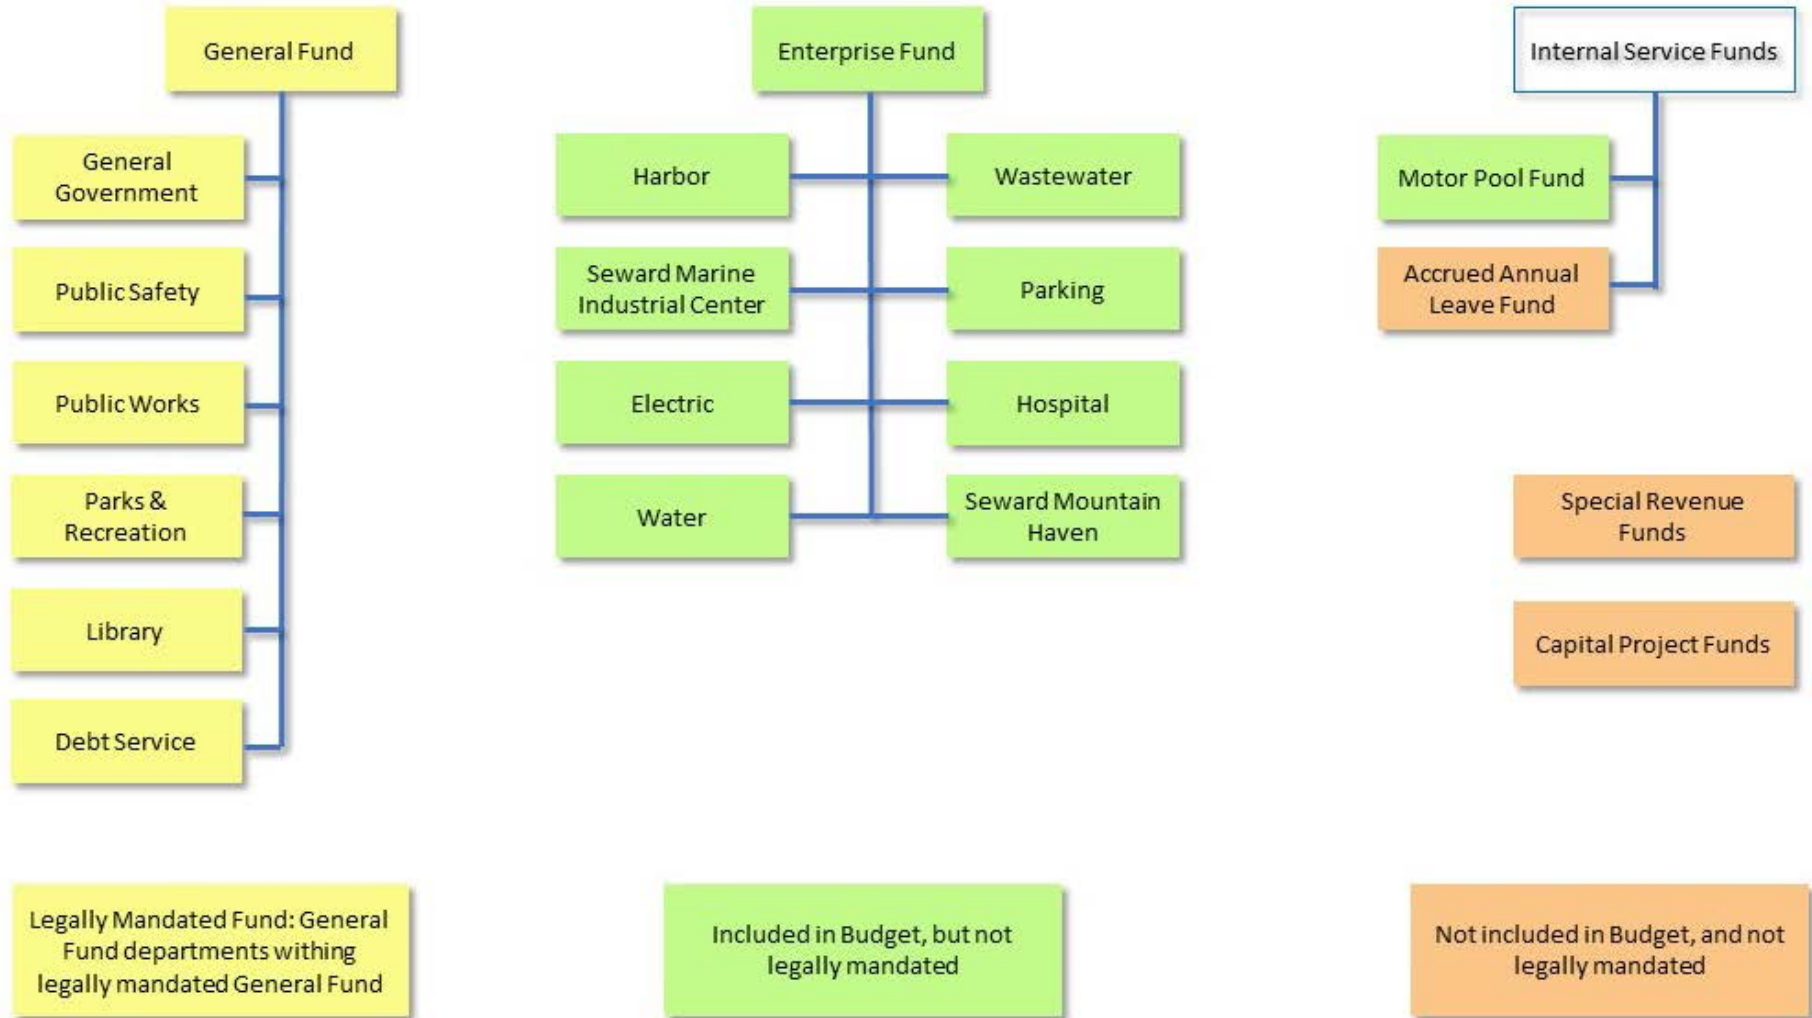 General Fund
Enterprise Fund
Internal Service Funds
General
Government
Harbor
Wastewater
Motor Pool Fund
Public Safety
Seward Marine
Industrial Center
Parking
Accrued Annual
Leave Fund
Public Works
Electric
Hospital
Parks &
Recreation
Water
Seward Mountain
Haven
Special Revenue
Funds
Library
Capital Project Funds
Debt Service
Legally Mandated Fund: General
Fund departments withing
legally mandated General Fund
Included in Budget, but not
legally mandated
Not included in Budget, and not
legally mandated